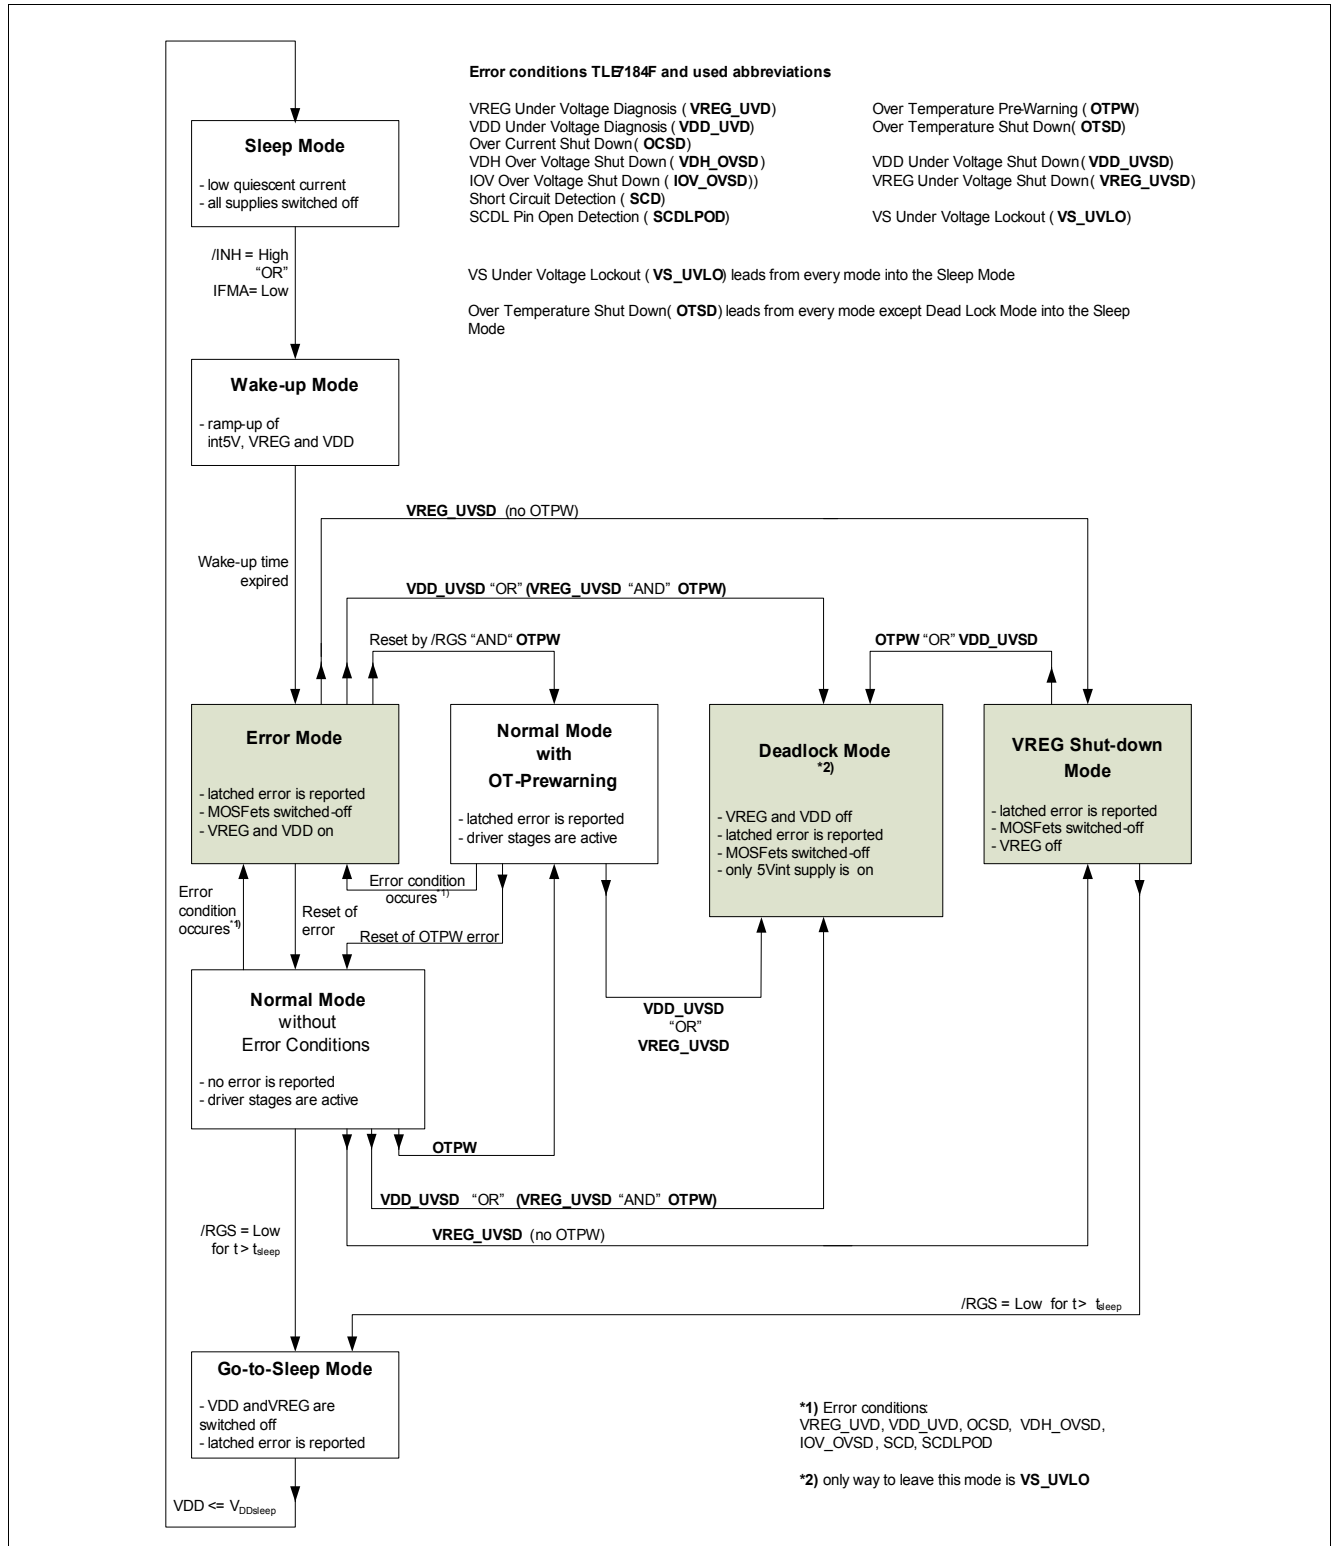 Error conditions TLE7184F and used abbreviations
VREG Under Voltage Diagnosis ( VREG_UVD)
VDD Under Voltage Diagnosis ( VDD_UVD)
Over Current Shut Down( OCSD)
VDH Over Voltage Shut Down ( VDH_OVSD)
IOV Over Voltage Shut Down ( IOV_OVSD))
Short Circuit Detection ( SCD)
SCDL Pin Open Detection ( SCDLPOD)
Over Temperature Pre-Warning ( OTPW)
Over Temperature Shut Down( OTSD)
VDD Under Voltage Shut Down( VDD_UVSD)
VREG Under Voltage Shut Down( VREG_UVSD)
VS Under Voltage Lockout ( VS_UVLO)
VS Under Voltage Lockout ( VS_UVLO) leads from every mode into the Sleep Mode
Over Temperature Shut Down( OTSD) leads from every mode except Dead Lock Mode into the Sleep
Mode
Sleep Mode
- low quiescent current
- all supplies switched off
/INH = High
“OR”
IFMA= Low
Wake-up Mode
- ramp-up of
int5V, VREG and VDD
Wake-up time
expired
VREG_UVSD (no OTPW)
VDD_UVSD “OR” (VREG_UVSD “AND” OTPW)
Reset by /RGS “AND“ OTPW
OTPW “OR” VDD_UVSD
Error Mode
- latched error is reported
- MOSFets switched-off
- VREG and VDD on
Normal Mode
with
OT-Prewarning
- latched error is reported
- driver stages are active
Deadlock Mode
*2)
- VREG and VDD off
- latched error is reported
- MOSFets switched-off
- only 5Vint supply is on
VREG Shut-down
Mode
- latched error is reported
- MOSFets switched-off
- VREG off
Error
condition
occures*1)
Reset of
error
Error condition
occures*1)
Reset of OTPW error
VDD_UVSD
“OR”
VREG_UVSD
Normal Mode
without
Error Conditions
- no error is reported
- driver stages are active
OTPW
VDD_UVSD “OR” (VREG_UVSD “AND” OTPW)
VREG_UVSD (no OTPW)
/RGS = Low
for t > tsleep
/RGS = Low for t > tsleep
Go-to-Sleep Mode
- VDD andVREG are
switched off
- latched error is reported
VDD <= VDDsleep
*1) Error conditions:
VREG_UVD, VDD_UVD, OCSD, VDH_OVSD,
IOV_OVSD, SCD, SCDLPOD
*2) only way to leave this mode is VS_UVLO